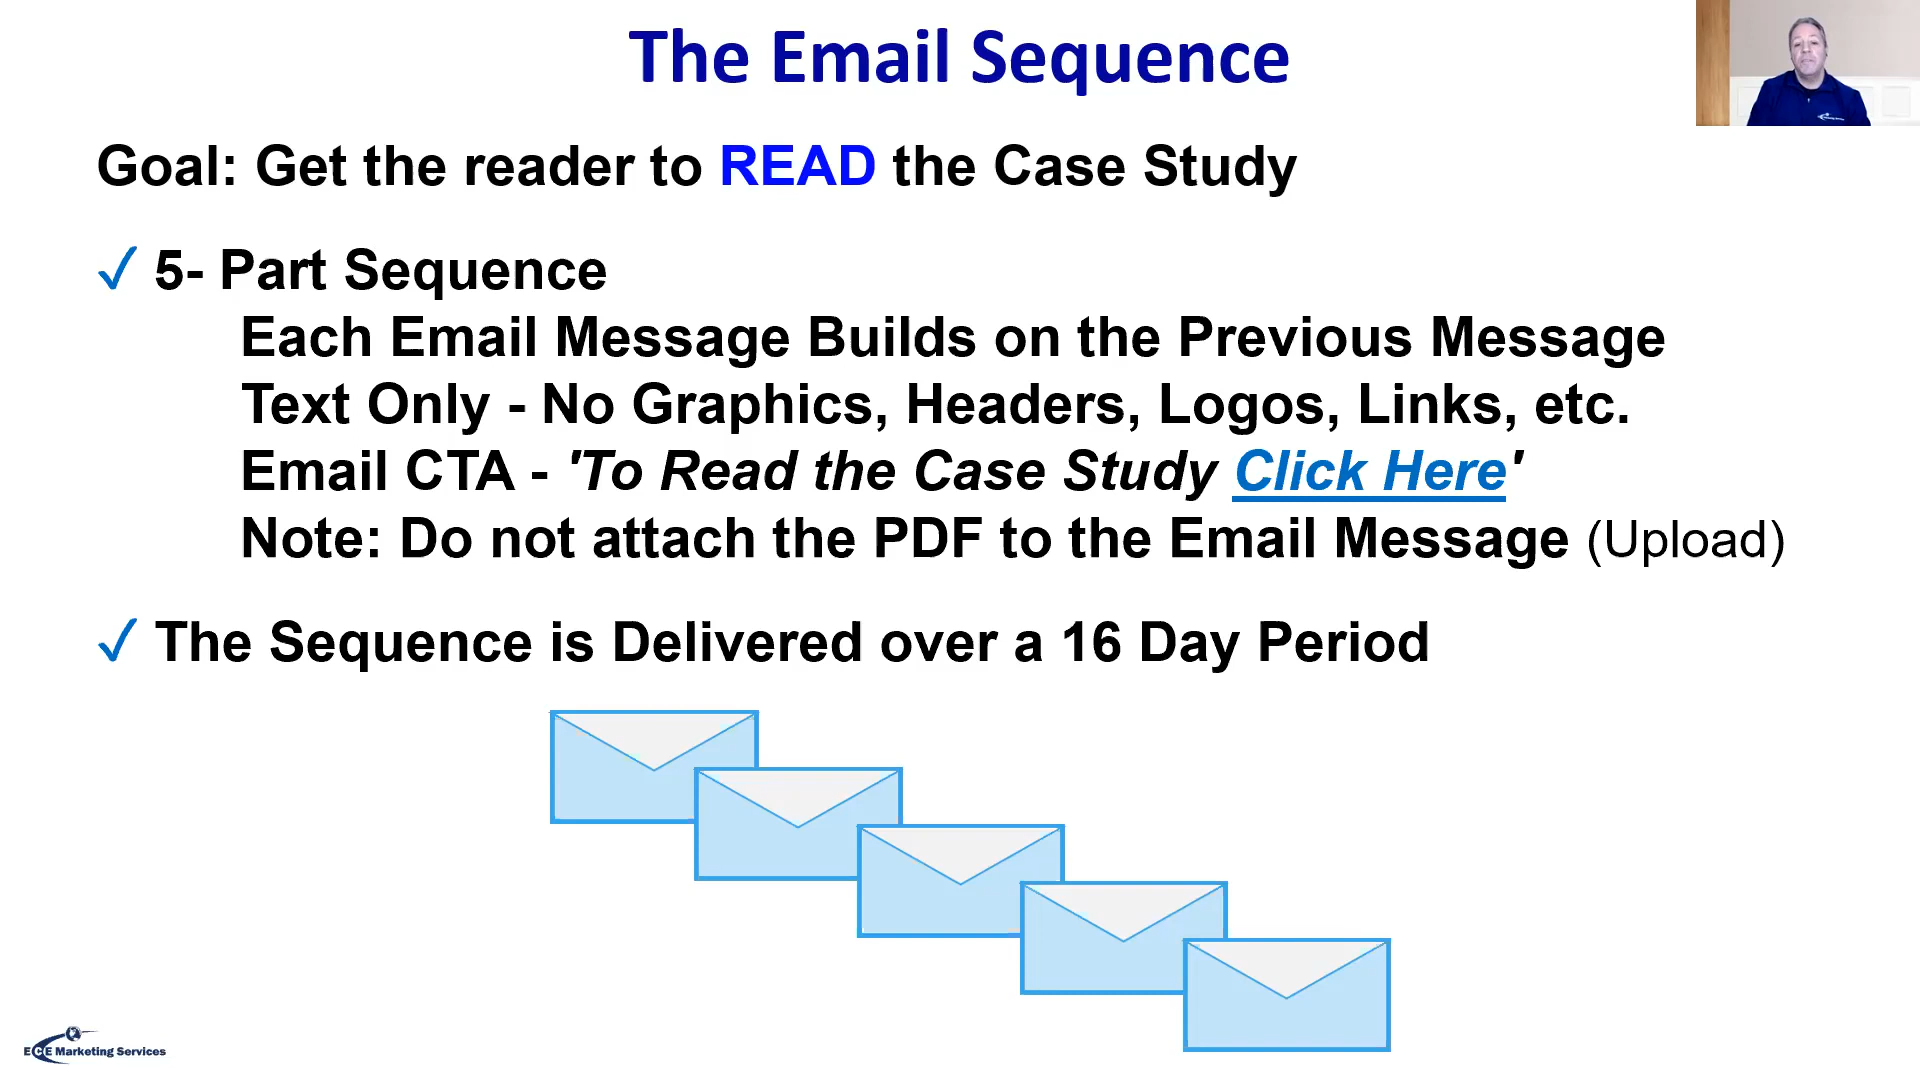 The Email Sequence
Goal: Get the reader to READ the Case Study
✓ 5- Part Sequence
Each Email Message Builds on the Previous Message
Text Only - No Graphics, Headers, Logos, Links, etc.
Email CTA - 'To Read the Case Study Click Here'
Note: Do not attach the PDF to the Email Message (Upload)
✓ The Sequence is Delivered over a 16 Day Period
ECE Marketing Services